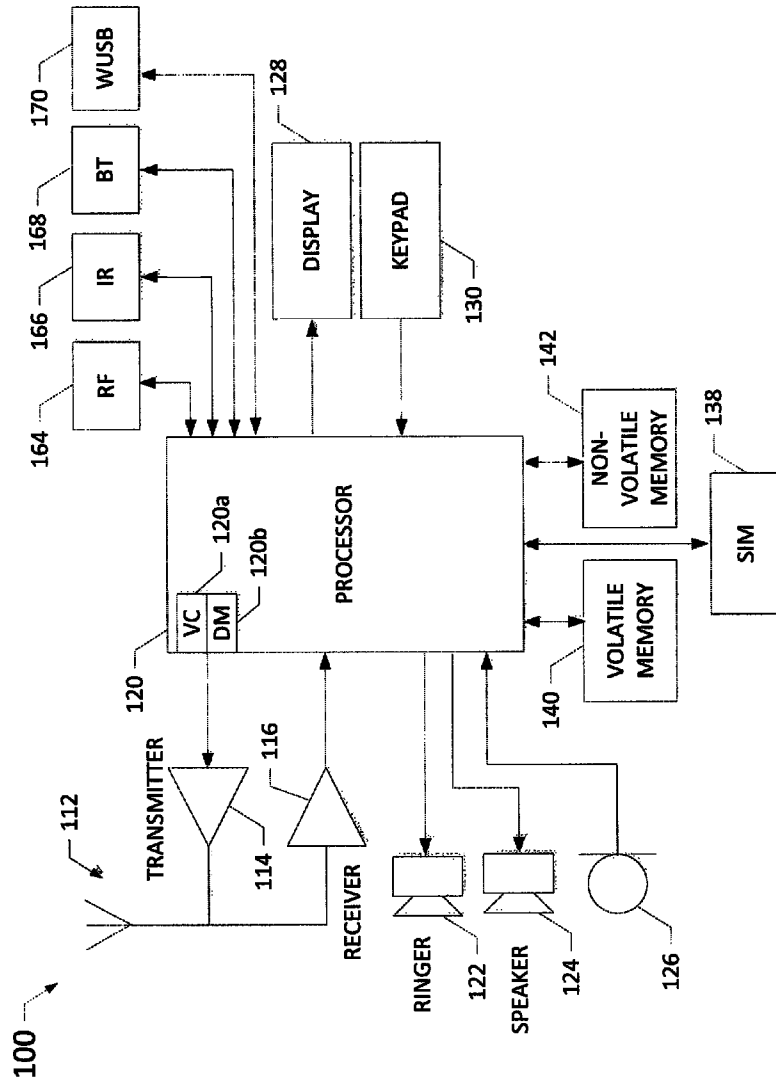 100
112
TRANSMITTER
114
116
RECEIVER
RINGER
122
SPEAKER
124
126
120
VC
120a
DM
120b
PROCESSOR
VOLATILE
MEMORY
140
NON-
VOLATILE
MEMORY
142
SIM
138
RF
164
IR
166
BT
168
WUSB
170
DISPLAY
128
KEYPAD
130